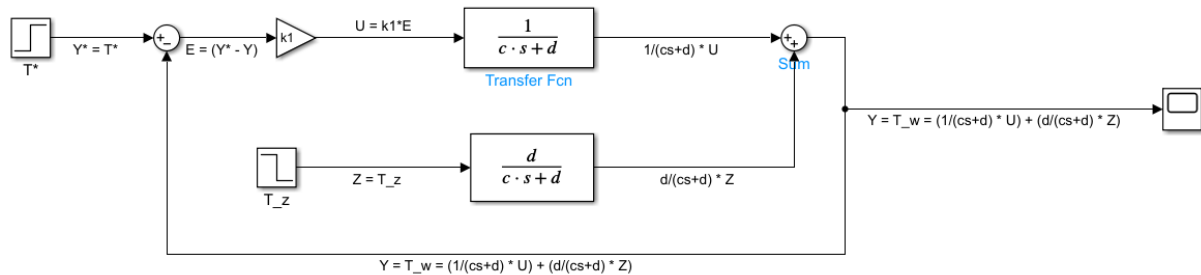 U = k1*E
Y* = T*
+
−
E = (Y* - Y)
k1
1
c · s + d
1/(cs+d) * U
+
+
T*
Transfer Fcn
Sum
Y = T_w = (1/(cs+d) * U) + (d/(cs+d) * Z)
Z = T_z
d
c · s + d
d/(cs+d) * Z
T_z
Y = T_w = (1/(cs+d) * U) + (d/(cs+d) * Z)